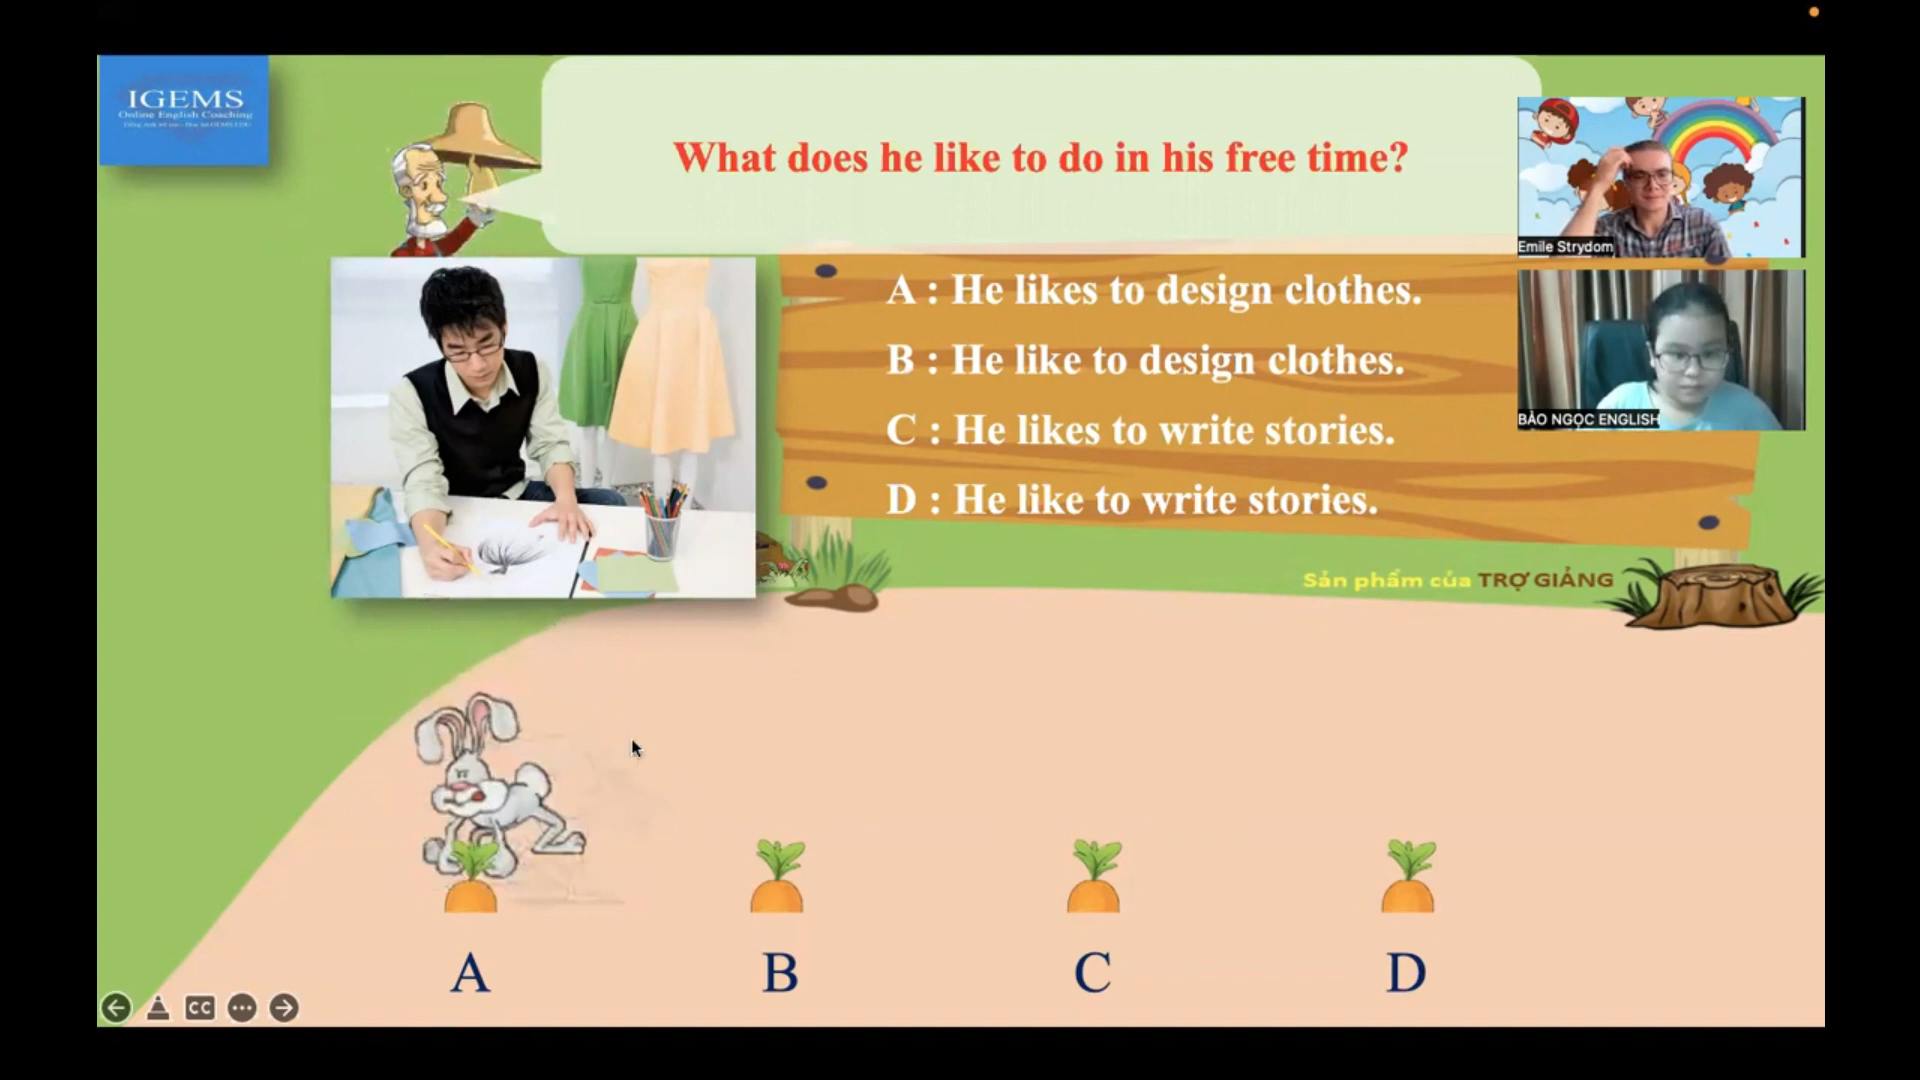 IGEMS
Online English Coaching
What does he like to do in his free time?
Emile Strydom
A : He likes to design clothes.
B : He like to design clothes.
C : He likes to write stories.
D : He like to write stories.
BẢO NGỌC ENGLISH
Sản phẩm của TRỢ GIẢNG
A
B
C
D
CC